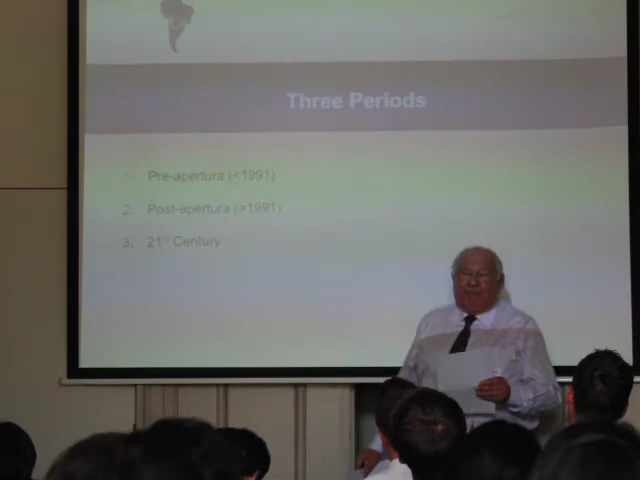 Three Periods
1. Pre-apertura (<1991)
2. Post-apertura (>1991)
3. 21st Century